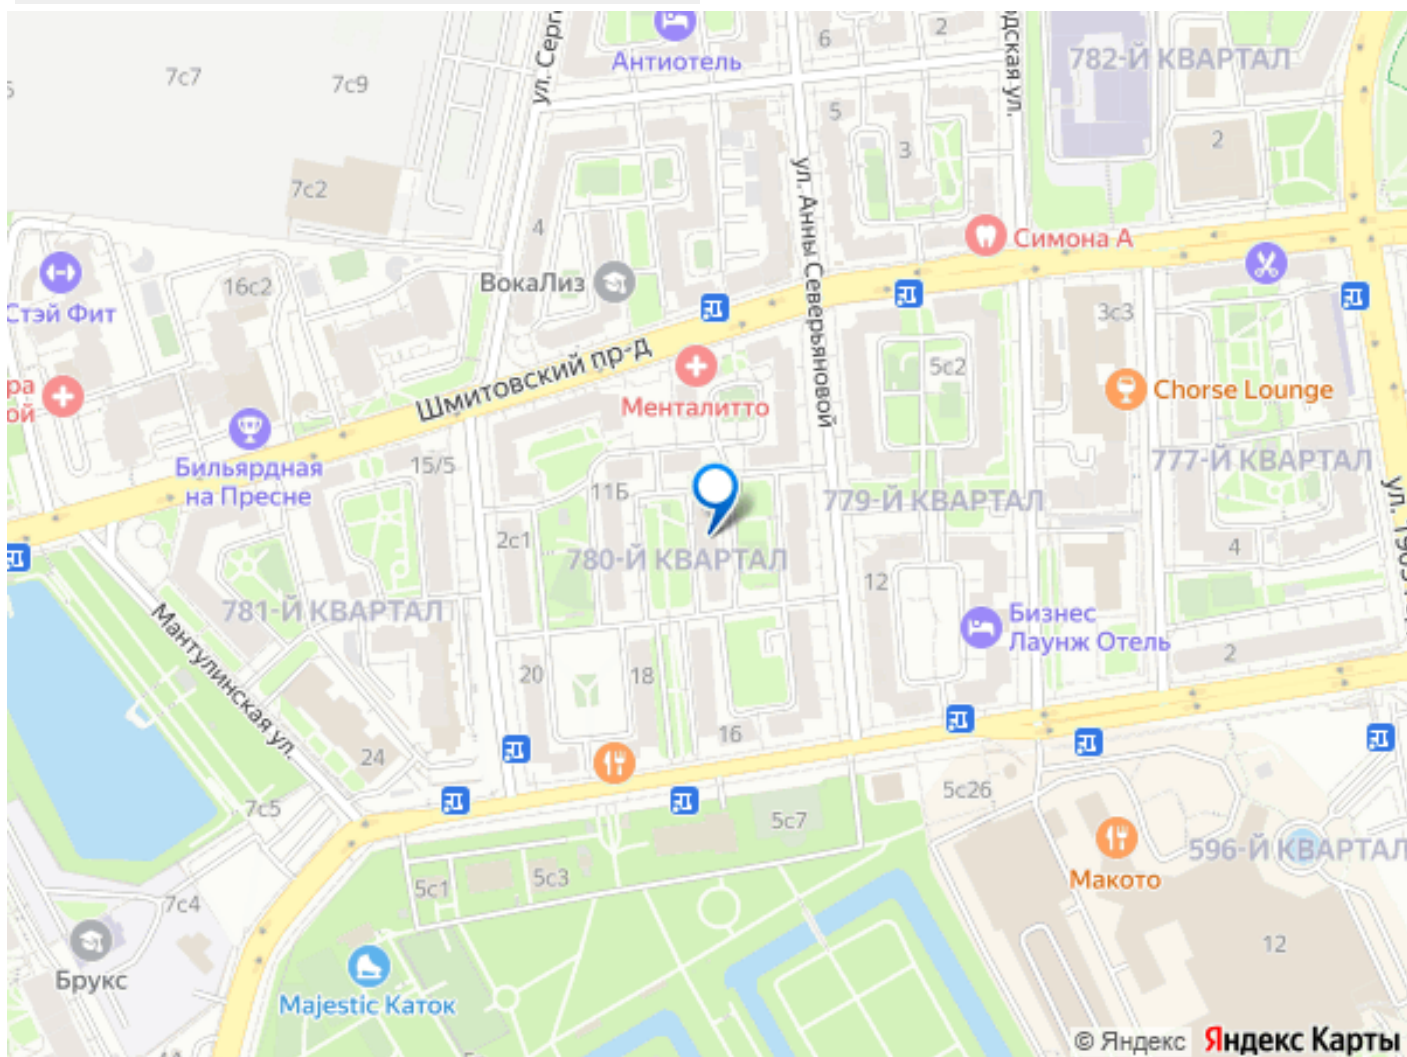 7с7
7с9
ул. Серг
Антиотель
6
2
дская ул.
782-Й КВАРТАЛ
5
3
2
7с2
4
ул. Анны Северьяновой
Симона А
16с2
ВокаЛиз
Стэй Фит
3с3
Шмитовский пр-д
5с2
ра
ой
Менталитто
Chorse Lounge
Бильярдная
на Пресне
15/5
11Б
777-Й КВАРТАЛ
779-Й КВАРТАЛ
2с1
780-Й КВАРТАЛ
4
12
781-Й КВАРТАЛ
Мантулинская ул.
Бизнес
Лаунж Отель
2
20
18
16
24
7с5
5с26
5с7
596-Й КВАРТАЛ
5с1
5с3
Макото
7с4
12
Брукс
Majestic Каток
© Яндекс
Яндекс Карты